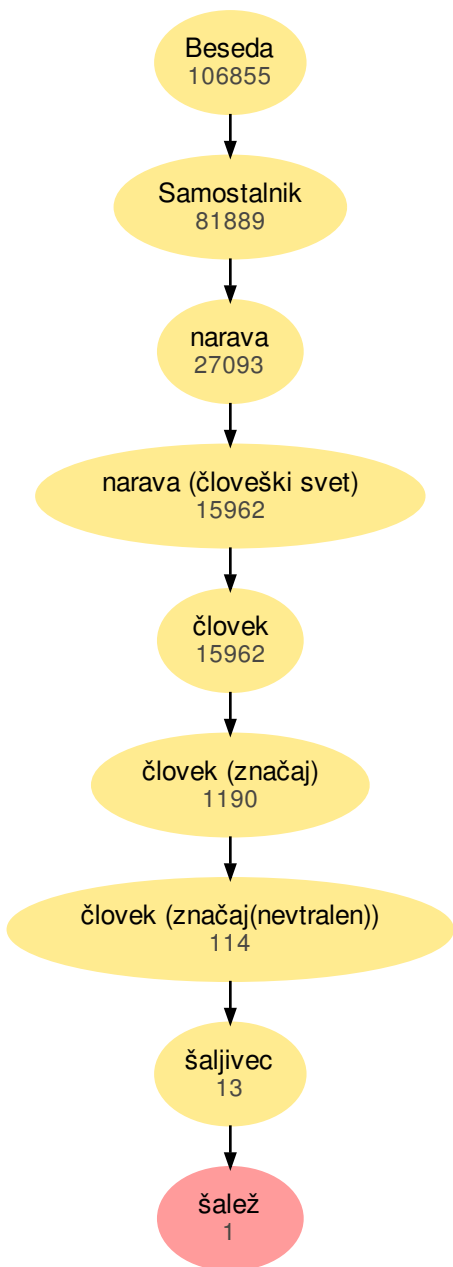 Beseda
106855
Samostalnik
81889
narava
27093
narava (človeški svet)
15962
človek
15962
človek (značaj)
1190
človek (značaj(nevtralen))
114
šaljivec
13
šalež
1